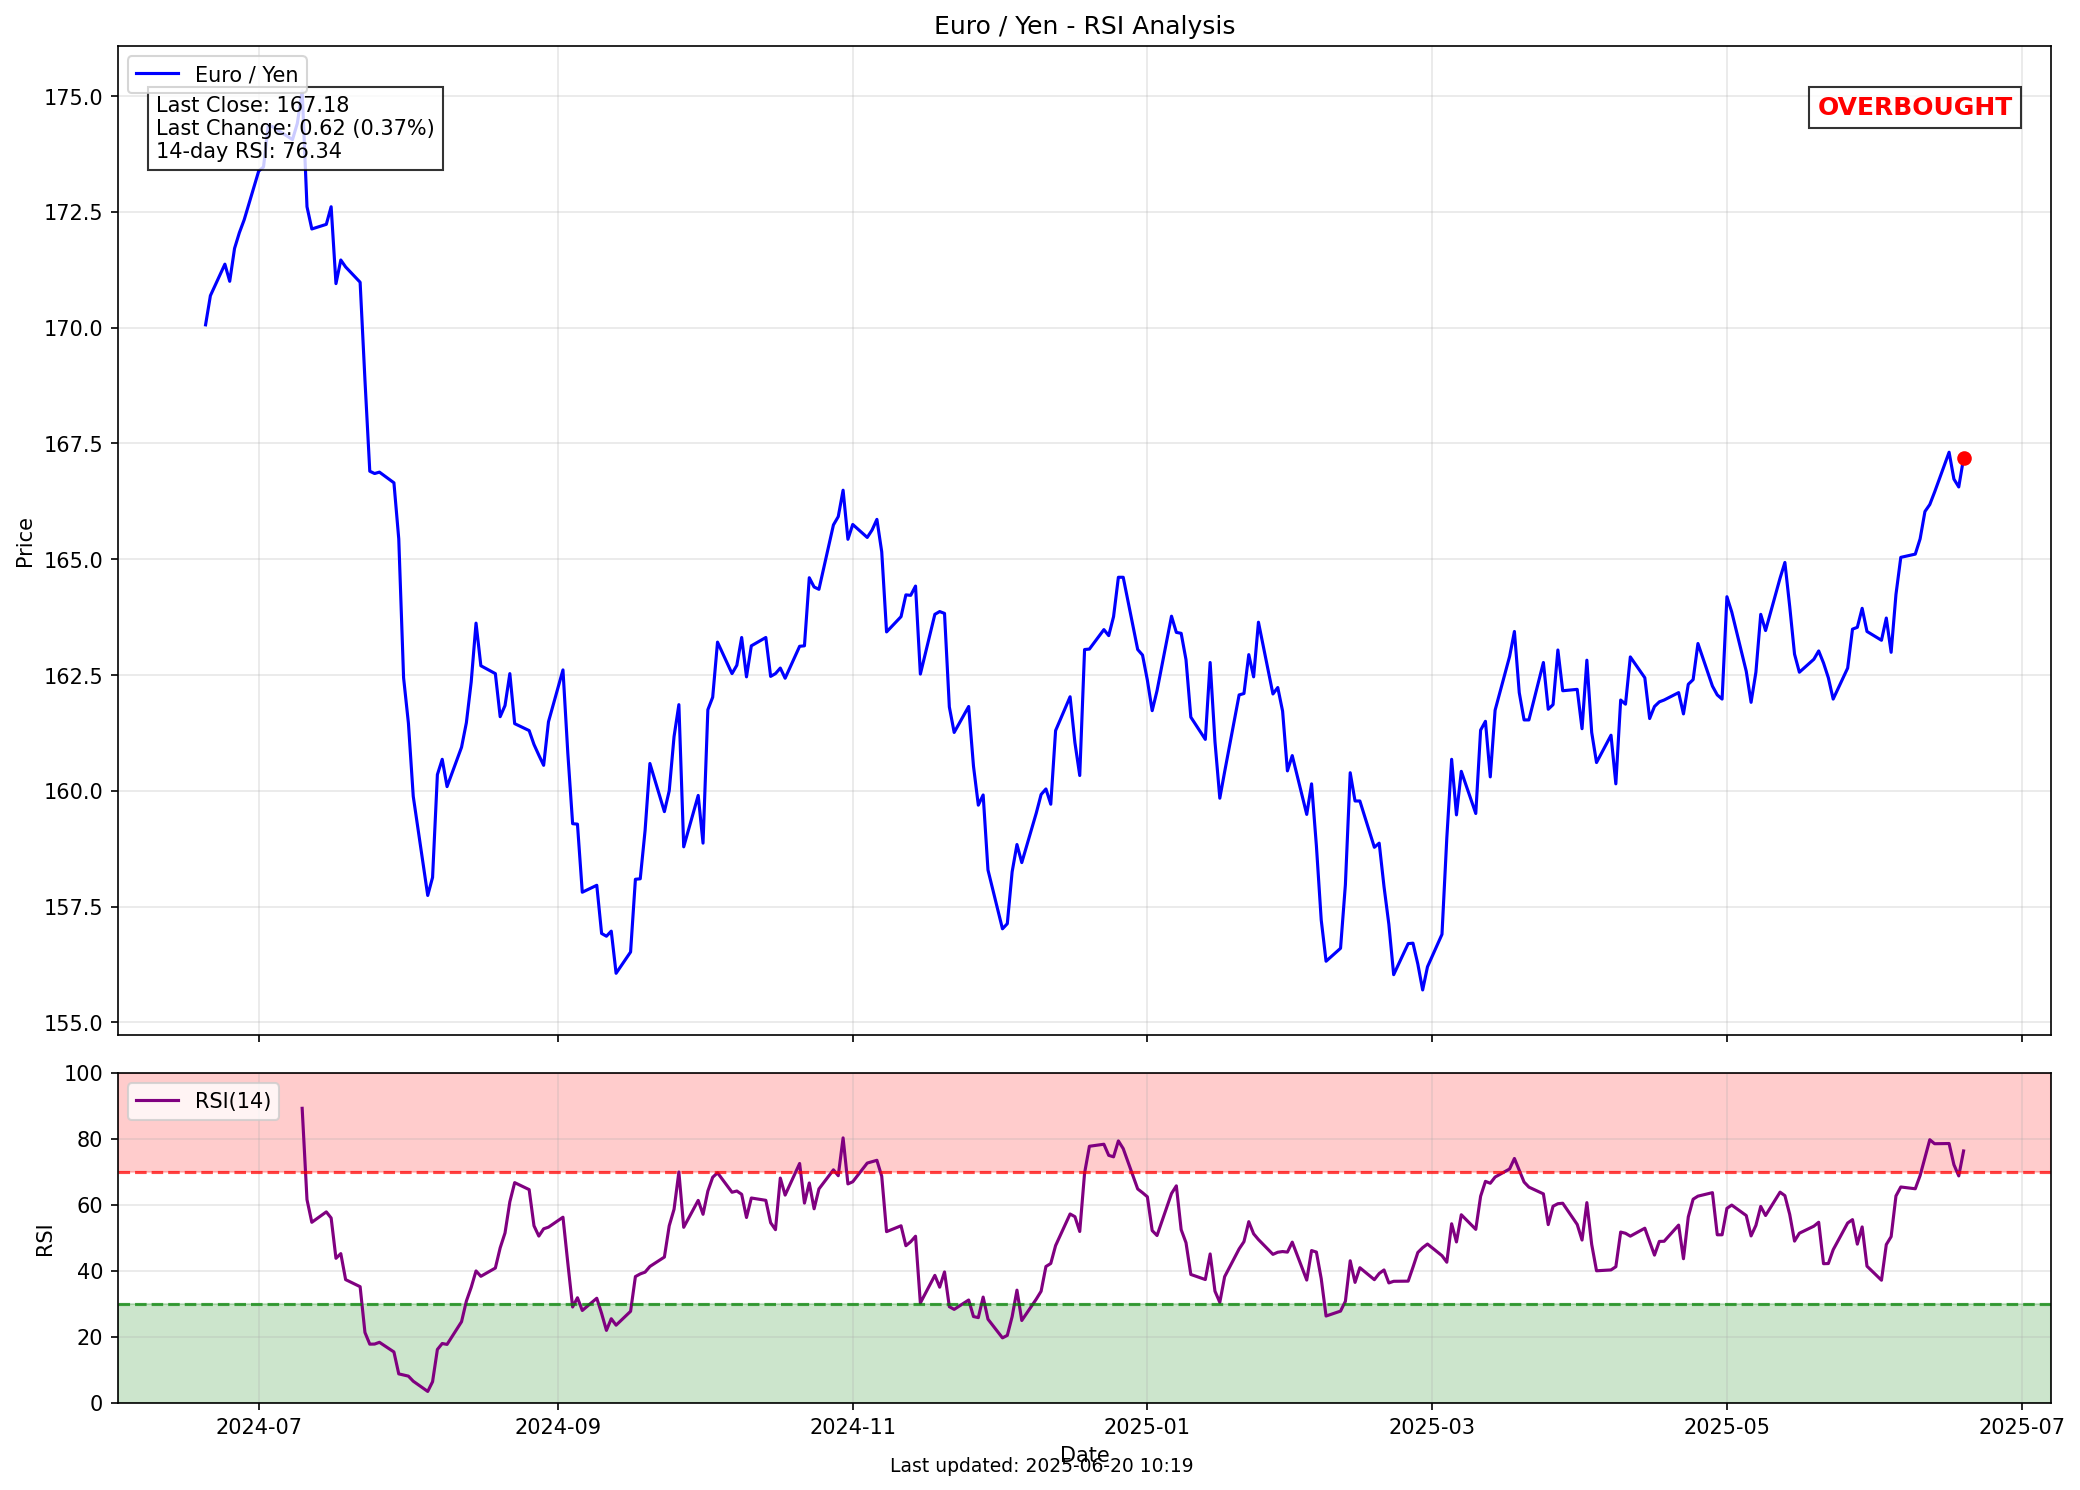 Euro / Yen - RSI Analysis
Euro / Yen
Last Close: 167.18
Last Change: 0.62 (0.37%)
14-day RSI: 76.34
OVERBOUGHT
Price
175.0
172.5
170.0
167.5
165.0
162.5
160.0
157.5
155.0
RSI(14)
RSI
100
80
60
40
20
0
2024-07
2024-09
2024-11
2025-01
2025-03
2025-05
2025-07
Date
Last updated: 2025-06-20 10:19